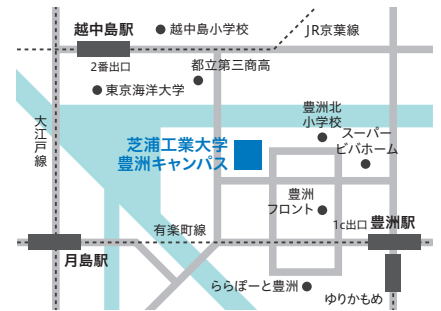 越中島駅
越中島小学校
JR京葉線
2番出口
都立第三商高
東京海洋大学
大江戸線
豊洲北
小学校
スーパー
ビバホーム
芝浦工業大学
豊洲キャンパス
豊洲
フロント
有楽町線
1c出口
豊洲駅
月島駅
ららぽーと豊洲
ゆりかもめ